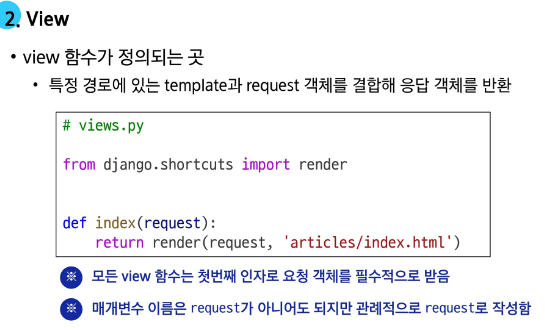 2. View
• view 함수가 정의되는 곳
• 특정 경로에 있는 template과 request 객체를 결합해 응답 객체를 반환
# views.py
from django.shortcuts import render
def index(request):
    return render(request, 'articles/index.html')
※ 모든 view 함수는 첫번째 인자로 요청 객체를 필수적으로 받음
※ 매개변수 이름은 request가 아니어도 되지만 관례적으로 request로 작성함